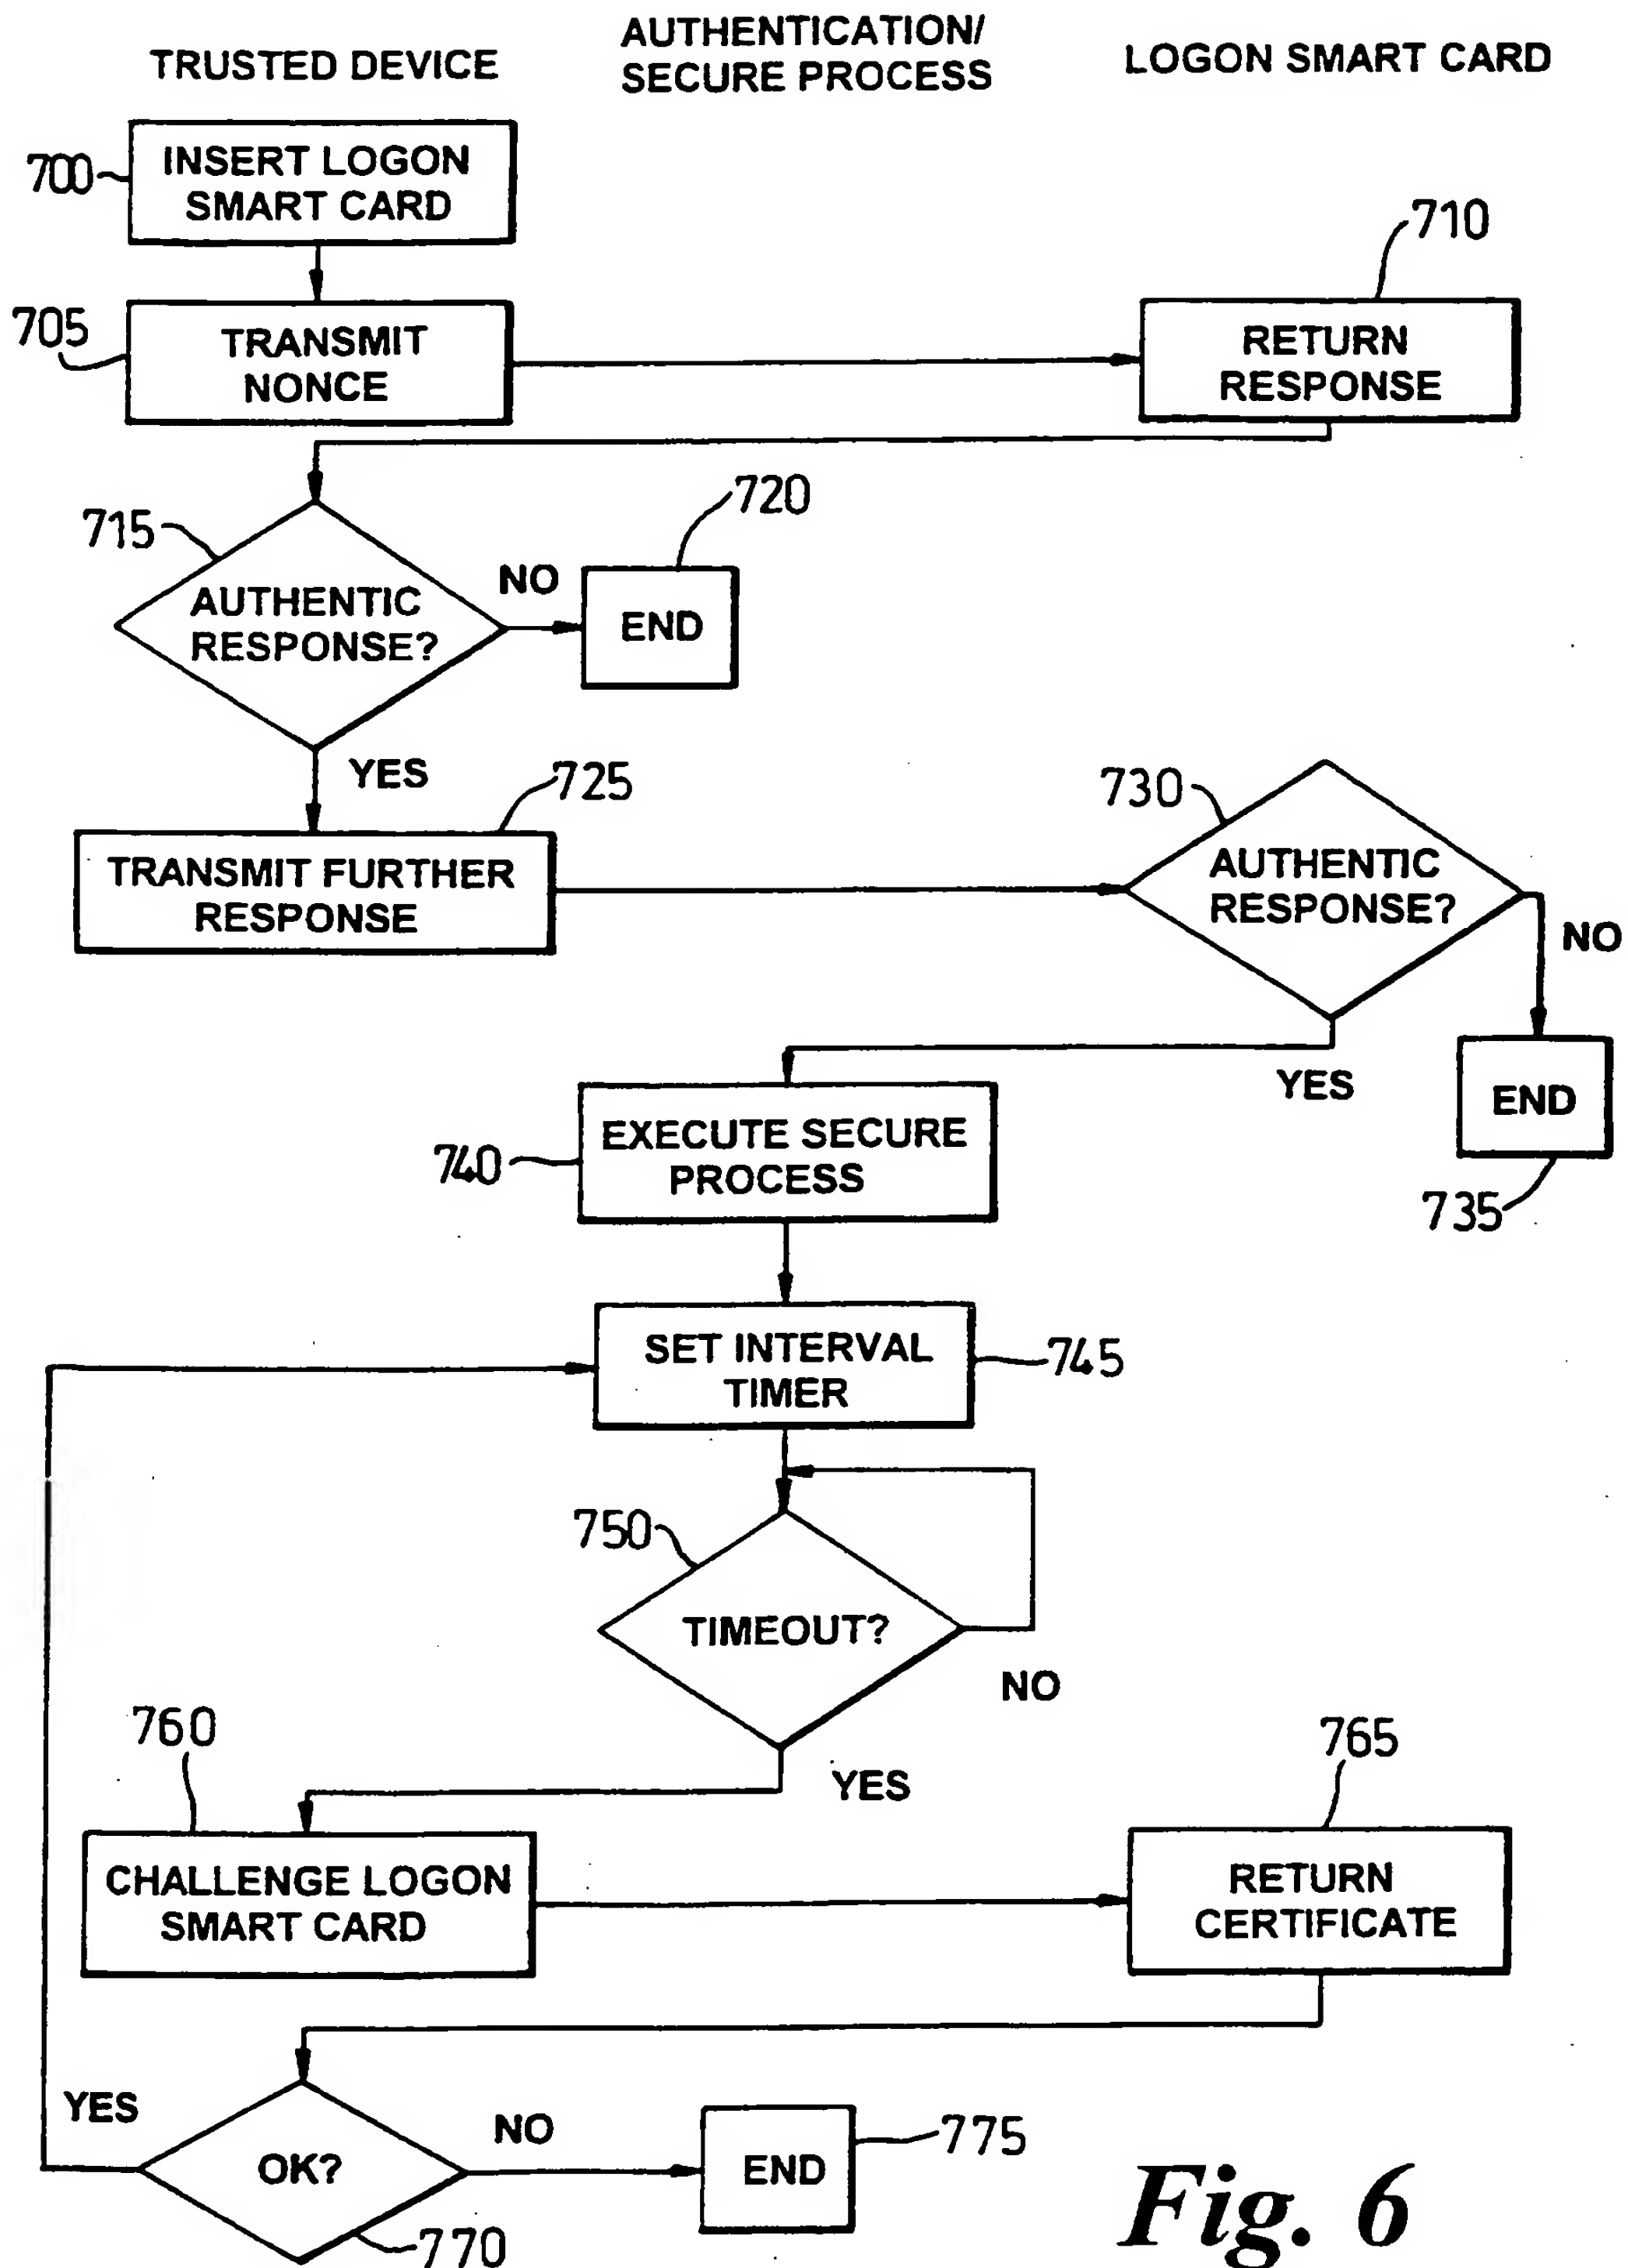 TRUSTED DEVICE
AUTHENTICATION/
SECURE PROCESS
LOGON SMART CARD
700
INSERT LOGON
SMART CARD
710
705
TRANSMIT
NONCE
RETURN
RESPONSE
715
720
NO
AUTHENTIC
RESPONSE?
END
YES
725
730
TRANSMIT FURTHER
RESPONSE
AUTHENTIC
RESPONSE?
NO
YES
END
735
740
EXECUTE SECURE
PROCESS
SET INTERVAL
TIMER
745
750
TIMEOUT?
NO
YES
760
765
CHALLENGE LOGON
SMART CARD
RETURN
CERTIFICATE
YES
OK?
NO
END
775
770
Fig. 6